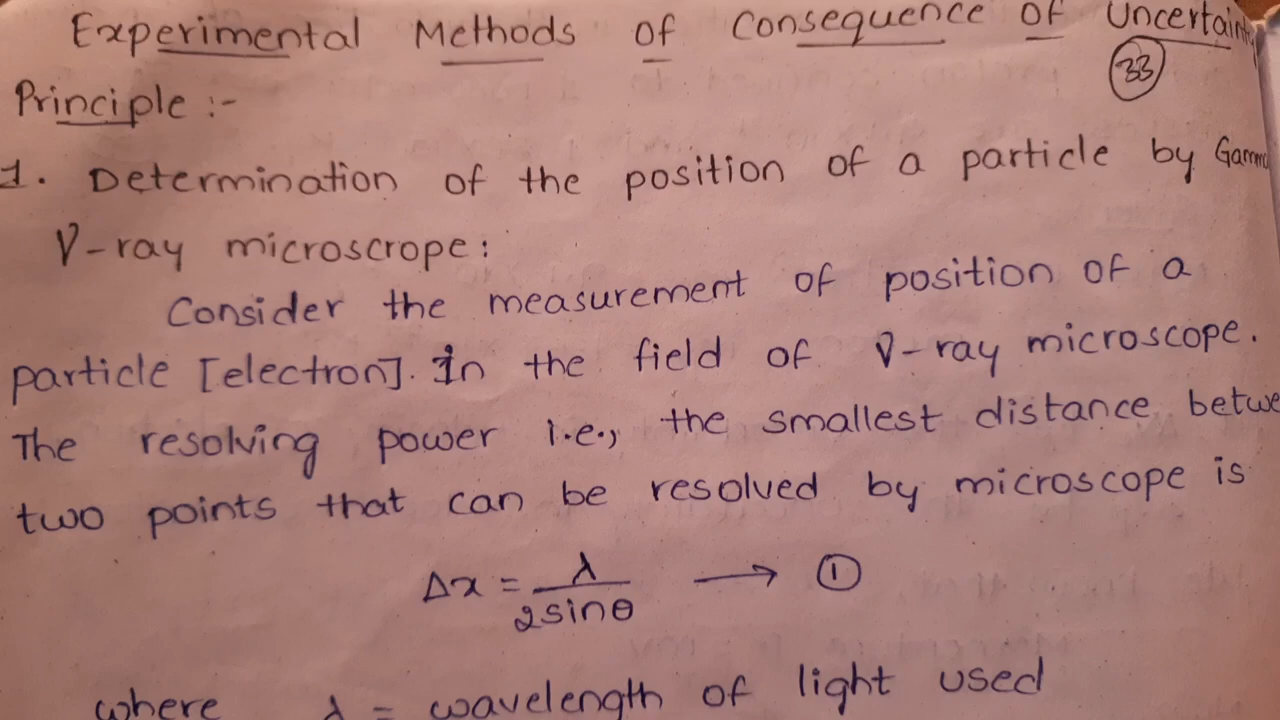 Experimental Methods of Consequence of Uncertainty
33
Principle :-
1. Determination of the position of a particle by Gamma
γ-ray microscrope:
Consider the measurement of position of a
particle [electron]. In the field of γ-ray microscope.
The resolving power i.e., the smallest distance betwe
two points that can be resolved by microscope is
Δx = λ / 2sinθ → ①
where λ = wavelength of light used